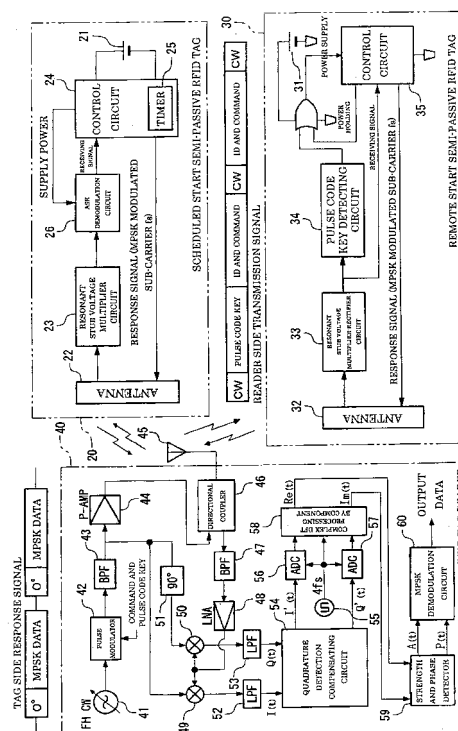 TAG SIDE RESPONSE SIGNAL
0° MPSK DATA 0° MPSK DATA
40
FH CW
41
PULSE MODULATOR
42
COMMAND AND PULSE CODE KEY
BPF
43
P-AMP
44
45
DIRECTIONAL COUPLER
46
BPF
47
LNA
48
90°
51
49
50
LPF
52
LPF
53
I(t)
Q(t)
QUADRATURE DETECTION COMPENSATING CIRCUIT
54
I'(t)
Q'(t)
ADC
56
4fs
55
ADC
57
COMPLEX DFT PROCESSING BY COMPONENT
58
Re(t)
Im(t)
STRENGTH AND PHASE DETECTOR
59
A(t)
P(t)
MPSK DEMODULATION CIRCUIT
60
OUTPUT DATA
20
ANTENNA
22
RESONANT STUB VOLTAGE MULTIPLIER CIRCUIT
23
ASK DEMODULATION CIRCUIT
26
SUPPLY POWER
RECEIVING SIGNAL
CONTROL CIRCUIT
24
TIMER
25
21
RESPONSE SIGNAL (MPSK MODULATED SUB-CARRIER (s)
SCHEDULED START SEMI-PASSIVE RFID TAG
CW PULSE CODE KEY ID AND COMMAND CW ID AND COMMAND CW
READER SIDE TRANSMISSION SIGNAL
30
ANTENNA
32
RESONANT STUB VOLTAGE MULTIPLIER RECTIFIER CIRCUIT
33
PULSE CODE KEY DETECTING CIRCUIT
34
31
POWER SUPPLY
POWER HOLDING
RECEIVING SIGNAL
CONTROL CIRCUIT
35
RESPONSE SIGNAL (MPSK MODULATED SUB-CARRIER (s)
REMOTE START SEMI-PASSIVE RFID TAG